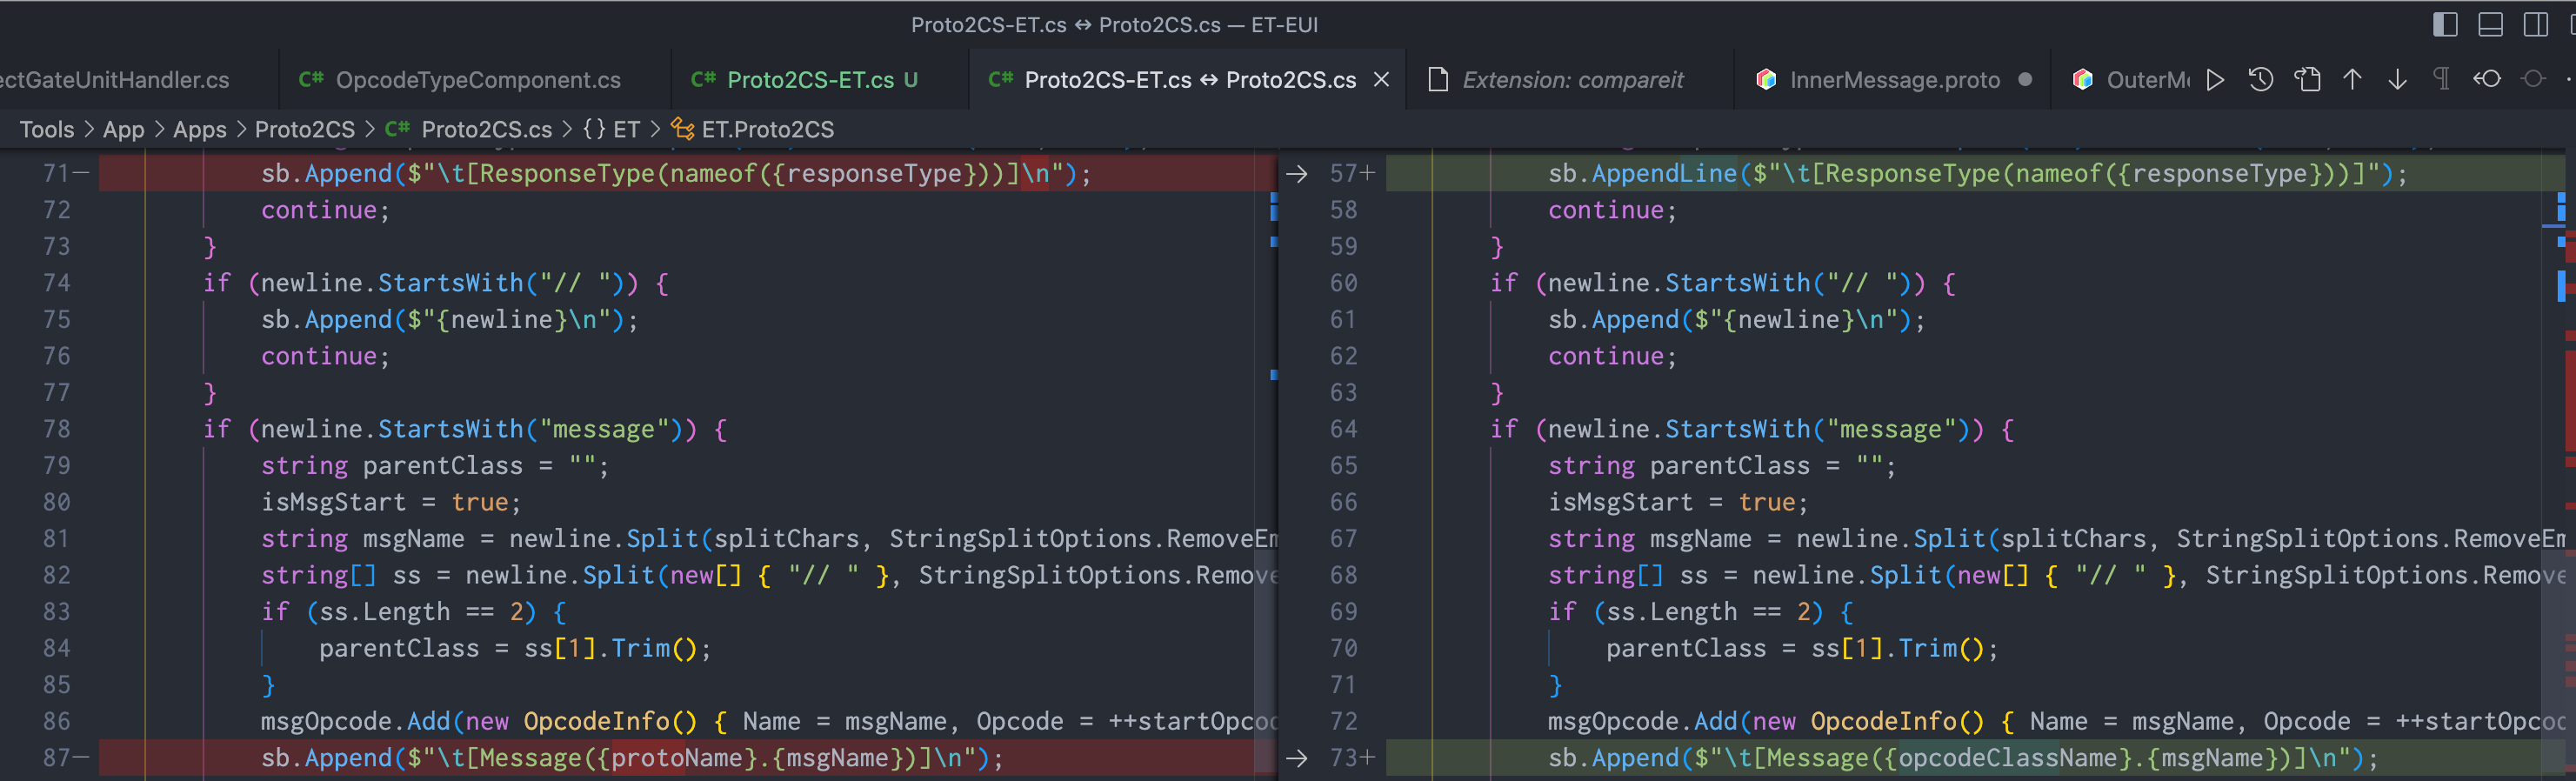 Proto2CS-ET.cs ↔ Proto2CS.cs — ET-EUI
ectGateUnitHandler.cs C# OpcodeTypeComponent.cs C# Proto2CS-ET.cs U C# Proto2CS-ET.cs ↔ Proto2CS.cs Extension: compareit InnerMessage.proto OuterMe
Tools > App > Apps > Proto2CS > C# Proto2CS.cs > {} ET > ET.Proto2CS
71— sb.Append($"\t[ResponseType(nameof({responseType}))]\n");
72 continue;
73 }
74 if (newline.StartsWith("// ")) {
75 sb.Append($"{newline}\n");
76 continue;
77 }
78 if (newline.StartsWith("message")) {
79 string parentClass = "";
80 isMsgStart = true;
81 string msgName = newline.Split(splitChars, StringSplitOptions.RemoveEm
82 string[] ss = newline.Split(new[] { "// " }, StringSplitOptions.Remove
83 if (ss.Length == 2) {
84 parentClass = ss[1].Trim();
85 }
86 msgOpcode.Add(new OpcodeInfo() { Name = msgName, Opcode = ++startOpcod
87— sb.Append($"\t[Message({protoName}.{msgName})]\n");
57+ sb.AppendLine($"\t[ResponseType(nameof({responseType}))]");
58 continue;
59 }
60 if (newline.StartsWith("// ")) {
61 sb.Append($"{newline}\n");
62 continue;
63 }
64 if (newline.StartsWith("message")) {
65 string parentClass = "";
66 isMsgStart = true;
67 string msgName = newline.Split(splitChars, StringSplitOptions.RemoveEm
68 string[] ss = newline.Split(new[] { "// " }, StringSplitOptions.Remove
69 if (ss.Length == 2) {
70 parentClass = ss[1].Trim();
71 }
72 msgOpcode.Add(new OpcodeInfo() { Name = msgName, Opcode = ++startOpcod
73+ sb.Append($"\t[Message({opcodeClassName}.{msgName})]\n");